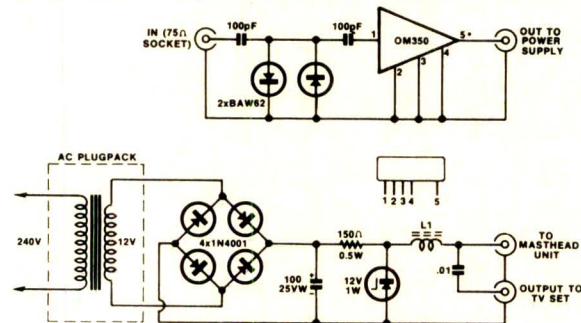 IN (75Ω
SOCKET)
100pF
100pF
1
OM350
5*
2
3
4
OUT TO
POWER
SUPPLY
2xBAW62
AC PLUGPACK
1 2 3 4 5
240V
12V
4x1N4001
150Ω
0.5W
L1
TO
MASTHEAD
UNIT
100
25VW
+
-
12V
1W
.01
OUTPUT TO
TV SET